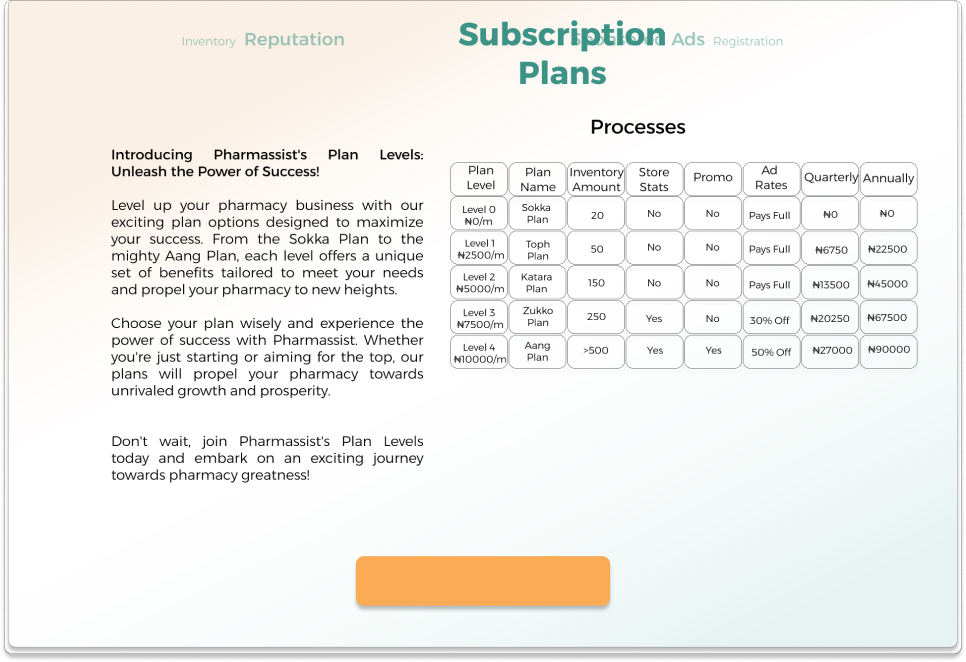 Subscription
Plans
Inventory Reputation Sponsored Ads Registration
Processes
Introducing Pharmassist's Plan Levels:
Unleash the Power of Success!
Level up your pharmacy business with our
exciting plan options designed to maximize
your success. From the Sokka Plan to the
mighty Aang Plan, each level offers a unique
set of benefits tailored to meet your needs
and propel your pharmacy to new heights.
Choose your plan wisely and experience the
power of success with Pharmassist. Whether
you're just starting or aiming for the top, our
plans will propel your pharmacy towards
unrivaled growth and prosperity.
Don't wait, join Pharmassist's Plan Levels
today and embark on an exciting journey
towards pharmacy greatness!
Plan Level Plan Name Inventory Amount Store Stats Promo Ad Rates Quarterly Annually
Level 0 ₦0/m Sokka Plan 20 No No Pays Full ₦0 ₦0
Level 1 ₦2500/m Toph Plan 50 No No Pays Full ₦6750 ₦22500
Level 2 ₦5000/m Katara Plan 150 No No Pays Full ₦13500 ₦45000
Level 3 ₦7500/m Zukko Plan 250 Yes No 30% Off ₦20250 ₦67500
Level 4 ₦10000/m Aang Plan >500 Yes Yes 50% Off ₦27000 ₦90000